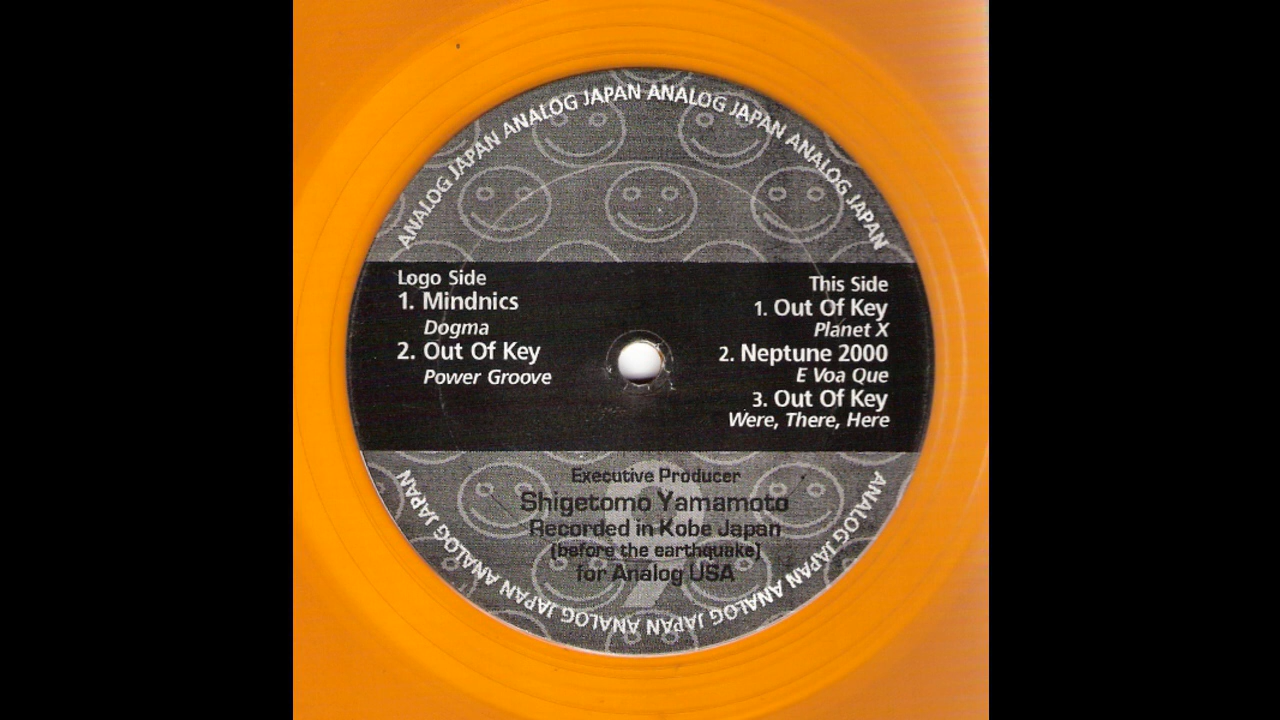 ANALOG JAPAN ANALOG JAPAN ANALOG JAPAN ANALOG JAPAN
Logo Side
1. Mindnics
Dogma
2. Out Of Key
Power Groove
This Side
1. Out Of Key
Planet X
2. Neptune 2000
E Voa Que
3. Out Of Key
Were, There, Here
Executive Producer
Shigetomo Yamamoto
Recorded in Kobe Japan
(before the earthquake)
for Analog USA
ANALOG JAPAN ANALOG JAPAN ANALOG JAPAN ANALOG JAPAN